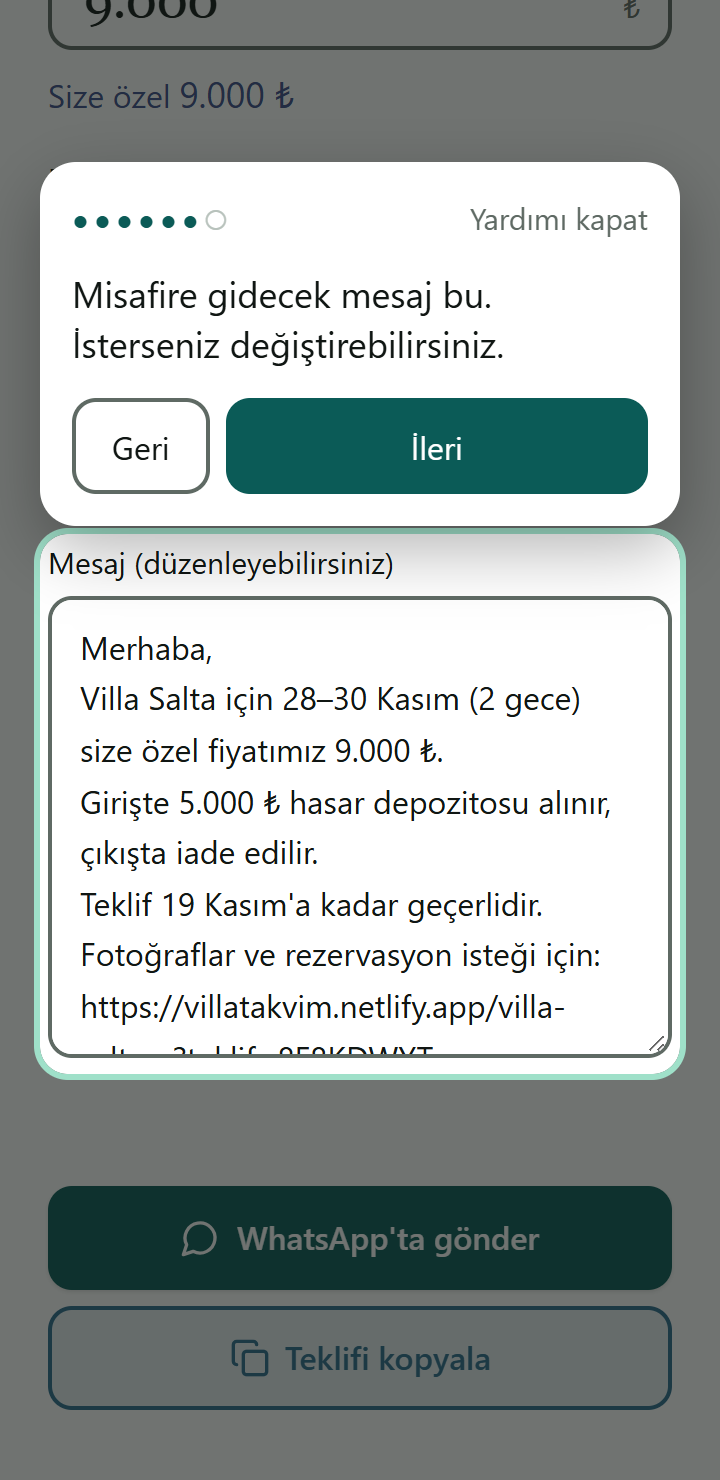 9.000 ₺
Size özel 9.000 ₺
Yardımı kapat
Misafire gidecek mesaj bu.
İsterseniz değiştirebilirsiniz.
Geri
İleri
Mesaj (düzenleyebilirsiniz)
Merhaba,
Villa Salta için 28–30 Kasım (2 gece)
size özel fiyatımız 9.000 ₺.
Girişte 5.000 ₺ hasar depozitosu alınır,
çıkışta iade edilir.
Teklif 19 Kasım'a kadar geçerlidir.
Fotoğraflar ve rezervasyon isteği için:
https://villatakvim.netlify.app/villa-
WhatsApp'ta gönder
Teklifi kopyala